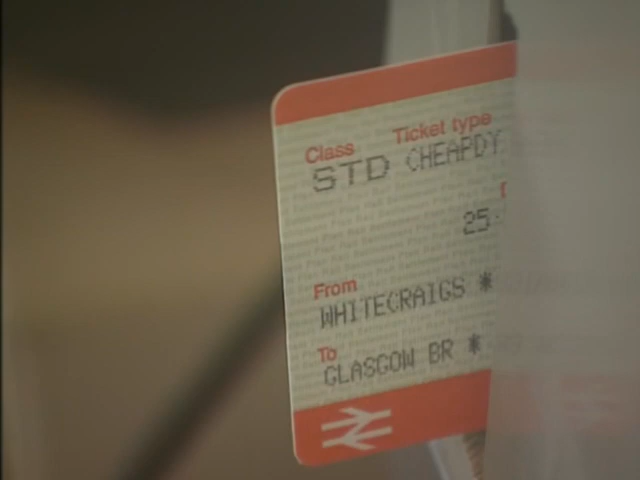 Class Ticket type
STD CHEAPDY
25-
From
WHITECRAIGS *
To
GLASGOW BR *